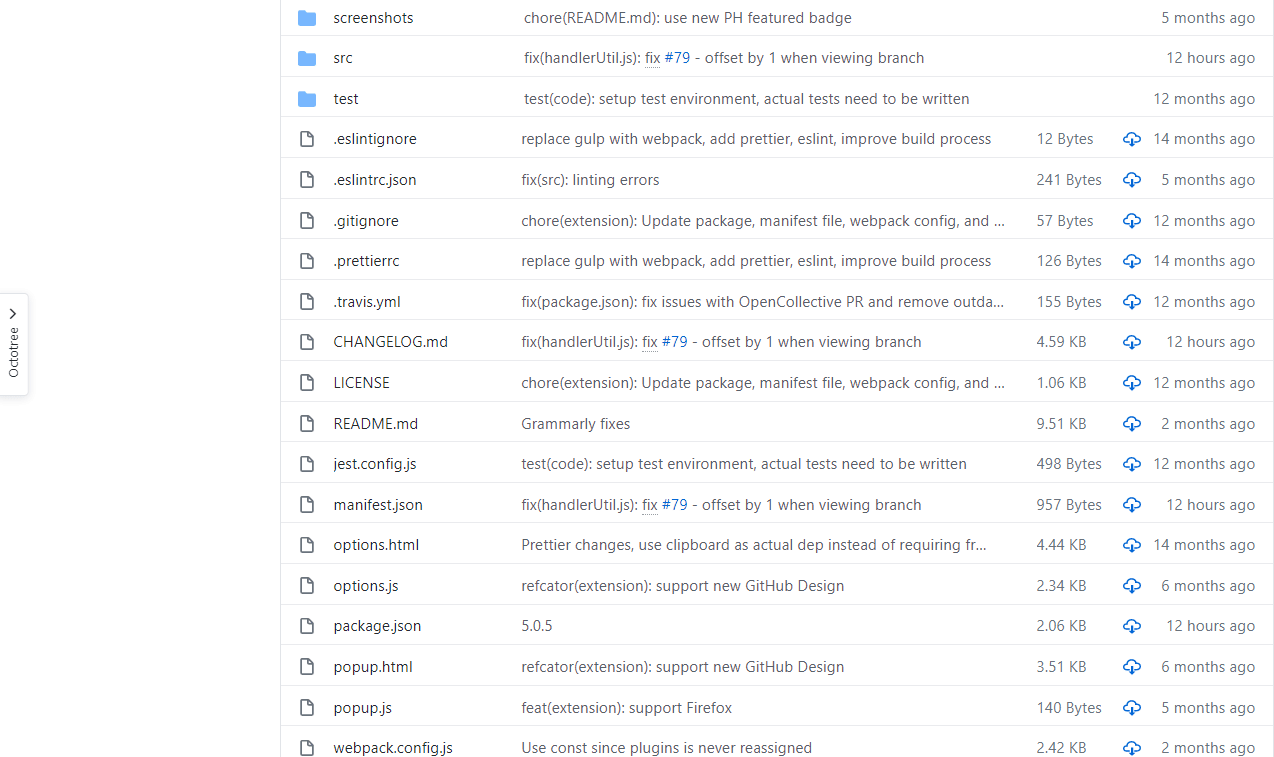 screenshots chore(README.md): use new PH featured badge 5 months ago
src fix(handlerUtil.js): fix #79 - offset by 1 when viewing branch 12 hours ago
test test(code): setup test environment, actual tests need to be written 12 months ago
.eslintignore replace gulp with webpack, add prettier, eslint, improve build process 12 Bytes 14 months ago
.eslintrc.json fix(src): linting errors 241 Bytes 5 months ago
.gitignore chore(extension): Update package, manifest file, webpack config, and ... 57 Bytes 12 months ago
.prettierrc replace gulp with webpack, add prettier, eslint, improve build process 126 Bytes 14 months ago
.travis.yml fix(package.json): fix issues with OpenCollective PR and remove outda... 155 Bytes 12 months ago
CHANGELOG.md fix(handlerUtil.js): fix #79 - offset by 1 when viewing branch 4.59 KB 12 hours ago
Octotree
LICENSE chore(extension): Update package, manifest file, webpack config, and ... 1.06 KB 12 months ago
README.md Grammarly fixes 9.51 KB 2 months ago
jest.config.js test(code): setup test environment, actual tests need to be written 498 Bytes 12 months ago
manifest.json fix(handlerUtil.js): fix #79 - offset by 1 when viewing branch 957 Bytes 12 hours ago
options.html Prettier changes, use clipboard as actual dep instead of requiring fr... 4.44 KB 14 months ago
options.js refcator(extension): support new GitHub Design 2.34 KB 6 months ago
package.json 5.0.5 2.06 KB 12 hours ago
popup.html refcator(extension): support new GitHub Design 3.51 KB 6 months ago
popup.js feat(extension): support Firefox 140 Bytes 5 months ago
webpack.config.js Use const since plugins is never reassigned 2.42 KB 2 months ago